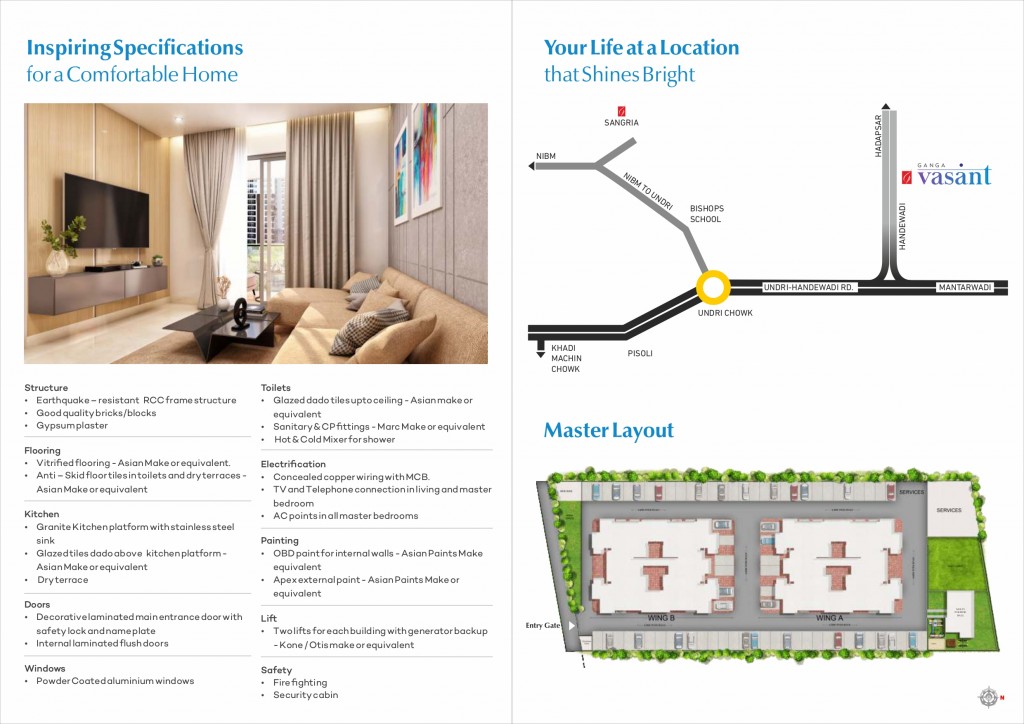 Inspiring Specifications
for a Comfortable Home
Structure
• Earthquake – resistant RCC frame structure
• Good quality bricks/blocks
• Gypsum plaster
Flooring
• Vitrified flooring - Asian Make or equivalent.
• Anti – Skid floor tiles in toilets and dry terraces -
Asian Make or equivalent
Kitchen
• Granite Kitchen platform with stainless steel
sink
• Glazed tiles dado above kitchen platform -
Asian Make or equivalent
• Dry terrace
Doors
• Decorative laminated main entrance door with
safety lock and name plate
• Internal laminated flush doors
Windows
• Powder Coated aluminium windows
Toilets
• Glazed dado tiles upto ceiling - Asian make or
equivalent
• Sanitary & CP fittings - Marc Make or equivalent
• Hot & Cold Mixer for shower
Electrification
• Concealed copper wiring with MCB.
• TV and Telephone connection in living and master
bedroom
• AC points in all master bedrooms
Painting
• OBD paint for internal walls - Asian Paints Make
equivalent
• Apex external paint - Asian Paints Make or
equivalent
Lift
• Two lifts for each building with generator backup
- Kone / Otis make or equivalent
Safety
• Fire fighting
• Security cabin
Your Life at a Location
that Shines Bright
SANGRIA
NIBM
NIBM TO UNDRI
BISHOPS
SCHOOL
HADAPSAR
GANGA
vasant
HANDEWADI
UNDRI-HANDEWADI RD.
MANTARWADI
UNDRI CHOWK
KHADI
MACHIN
CHOWK
PISOLI
Master Layout
SERVICES
SERVICES
WING B
WING A
Entry Gate
N